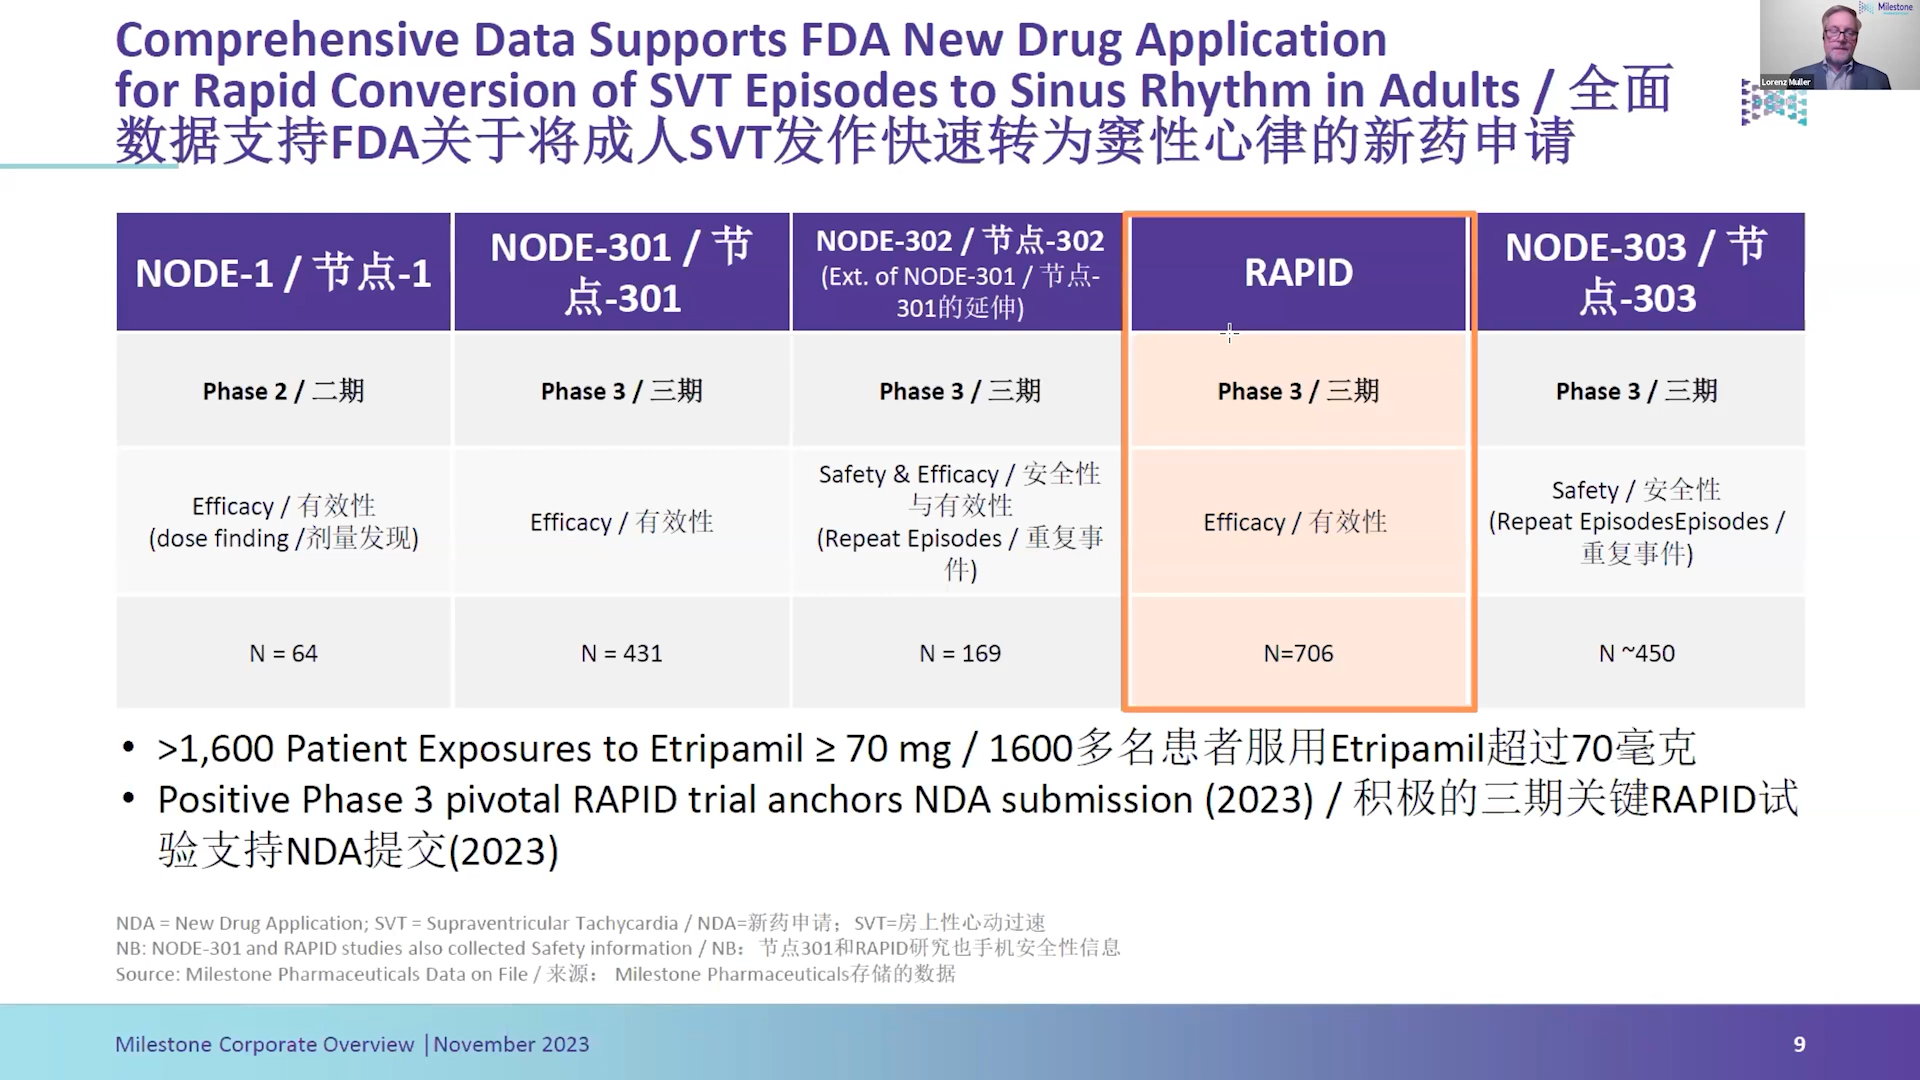 Comprehensive Data Supports FDA New Drug Application
for Rapid Conversion of SVT Episodes to Sinus Rhythm in Adults / 全面
数据支持FDA关于将成人SVT发作快速转为窦性心律的新药申请
Milestone
Lorenz Muller
NODE-1 / 节点-1
NODE-301 / 节
点-301
NODE-302 / 节点-302
(Ext. of NODE-301 / 节点-
301的延伸)
RAPID
NODE-303 / 节
点-303
Phase 2 / 二期
Phase 3 / 三期
Phase 3 / 三期
Phase 3 / 三期
Phase 3 / 三期
Efficacy / 有效性
(dose finding /剂量发现)
Efficacy / 有效性
Safety & Efficacy / 安全性
与有效性
(Repeat Episodes / 重复事
件)
Efficacy / 有效性
Safety / 安全性
(Repeat EpisodesEpisodes /
重复事件)
N = 64
N = 431
N = 169
N=706
N ~450
• >1,600 Patient Exposures to Etripamil ≥ 70 mg / 1600多名患者服用Etripamil超过70毫克
• Positive Phase 3 pivotal RAPID trial anchors NDA submission (2023) / 积极的三期关键RAPID试
验支持NDA提交(2023)
NDA = New Drug Application; SVT = Supraventricular Tachycardia / NDA=新药申请；SVT=房上性心动过速
NB: NODE-301 and RAPID studies also collected Safety information / NB：节点301和RAPID研究也手机安全性信息
Source: Milestone Pharmaceuticals Data on File / 来源： Milestone Pharmaceuticals存储的数据
Milestone Corporate Overview | November 2023
9